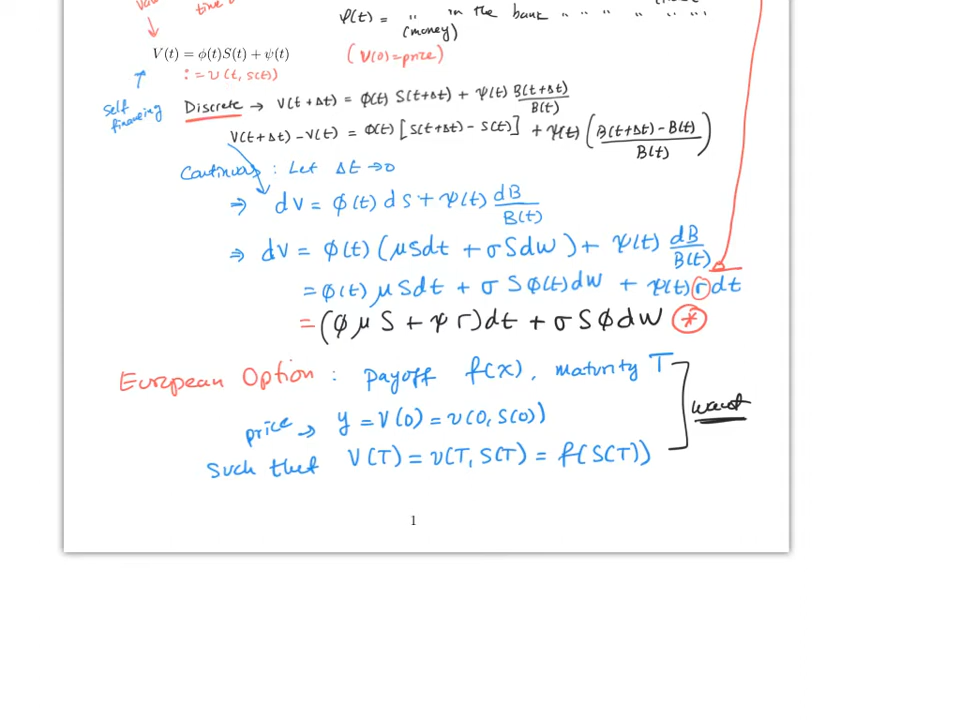 time
ψ(t) = " in the bank " " " " " "
(money)
V(t) = φ(t)S(t) + ψ(t)
(V(0)=price)
:= v(t, S(t))
Self financing
Discrete → V(t+Δt) = φ(t) S(t+Δt) + ψ(t) B(t+Δt)/B(t)
V(t+Δt) - V(t) = φ(t) [S(t+Δt) - S(t)] + ψ(t) (B(t+Δt) - B(t)/B(t))
Continuous : Let Δt → 0
⇒ dV = φ(t) dS + ψ(t) dB/B(t)
⇒ dV = φ(t) (μSdt + σSdW) + ψ(t) dB/B(t)
= φ(t) μSdt + σSφ(t)dW + ψ(t) r dt
= (φμS + ψr)dt + σSφdW (*)
European Option : Payoff f(x), maturity T
want
price → y = V(0) = v(0, S(0))
Such that V(T) = v(T, S(T) = f(S(T))
1